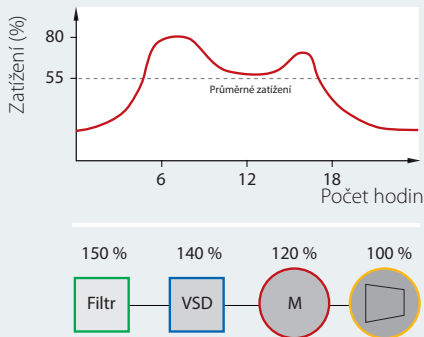 Zatížení (%)
80
55
Průměrné zatížení
6
12
18
Počet hodin
150 %
140 %
120 %
100 %
Filtr
VSD
M